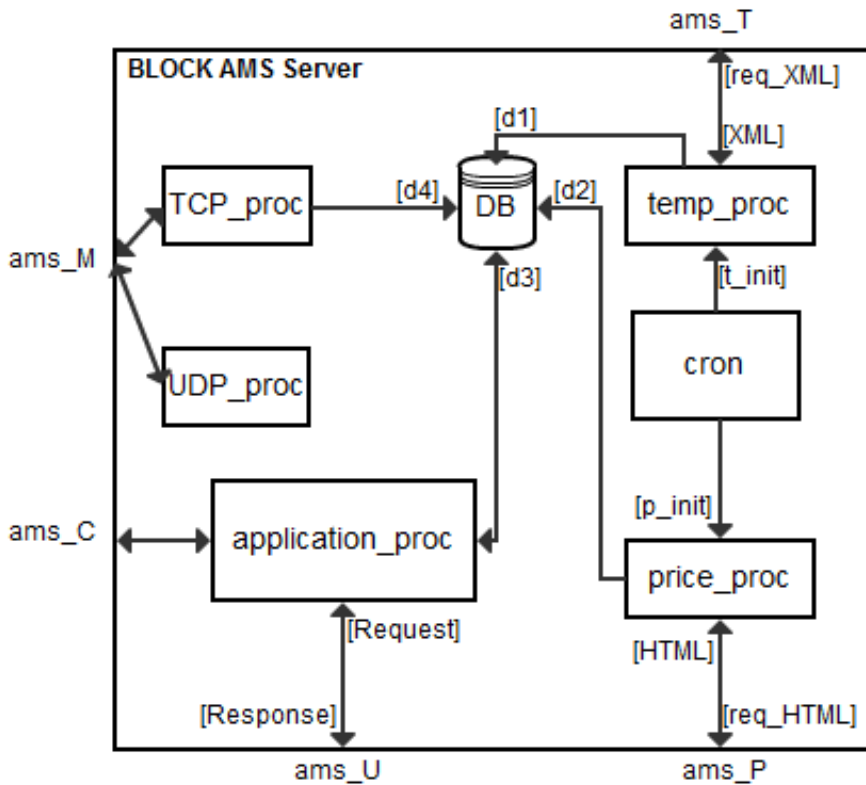 ams_T
BLOCK AMS Server
[req_XML]
[d1]
[XML]
TCP_proc
[d4]
DB
[d2]
temp_proc
ams_M
[d3]
[t_init]
UDP_proc
cron
[p_init]
ams_C
application_proc
price_proc
[Request]
[HTML]
[Response]
[req_HTML]
ams_U
ams_P